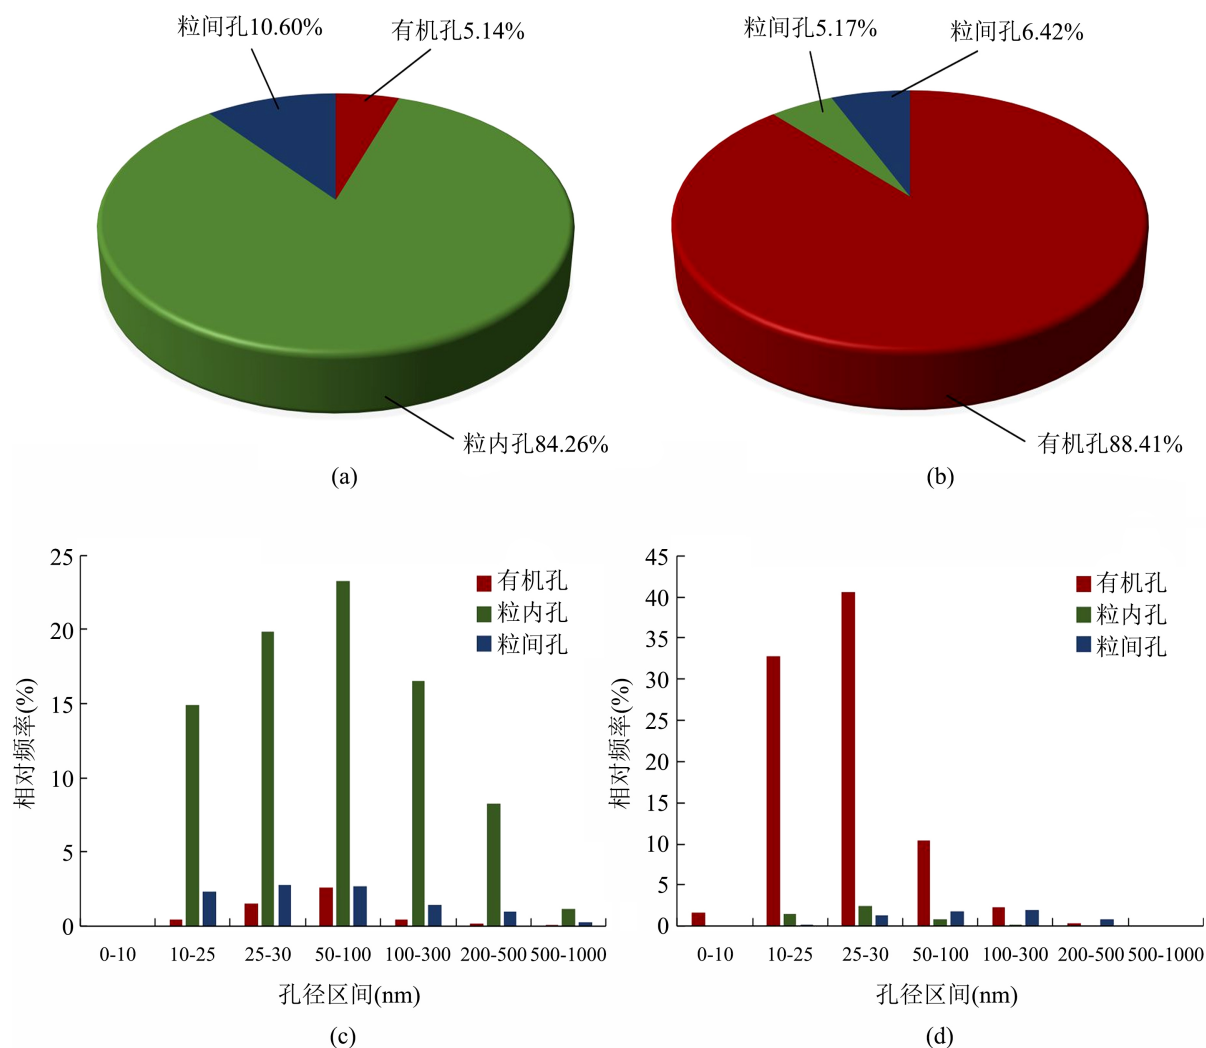 粒间孔10.60%
有机孔5.14%
粒内孔84.26%
(a)
粒间孔5.17%
粒间孔6.42%
有机孔88.41%
(b)
25
20
15
10
5
0
相对频率(%)
有机孔
粒内孔
粒间孔
0-10 10-25 25-30 50-100 100-300 200-500 500-1000
孔径区间(nm)
(c)
45
40
35
30
25
20
15
10
5
0
相对频率(%)
有机孔
粒内孔
粒间孔
0-10 10-25 25-30 50-100 100-300 200-500 500-1000
孔径区间(nm)
(d)